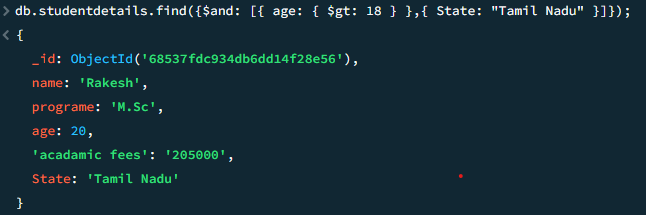 > db.studentdetails.find({$and: [{ age: { $gt: 18 } },{ State: "Tamil Nadu" }]});
< {
_id: ObjectId('68537fdc934db6dd14f28e56'),
name: 'Rakesh',
programe: 'M.Sc',
age: 20,
'acadamic fees': '205000',
State: 'Tamil Nadu'
}